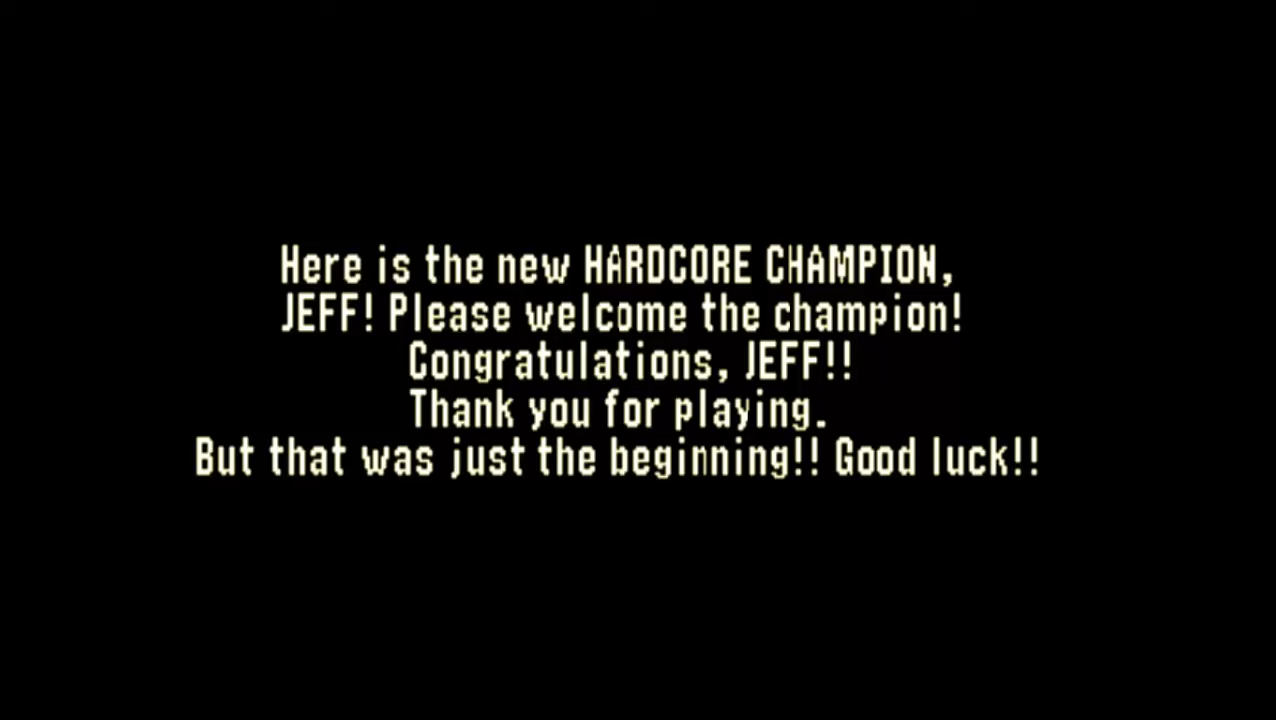 Here is the new HARDCORE CHAMPION,
JEFF! Please welcome the champion!
Congratulations, JEFF!!
Thank you for playing.
But that was just the beginning!! Good luck!!